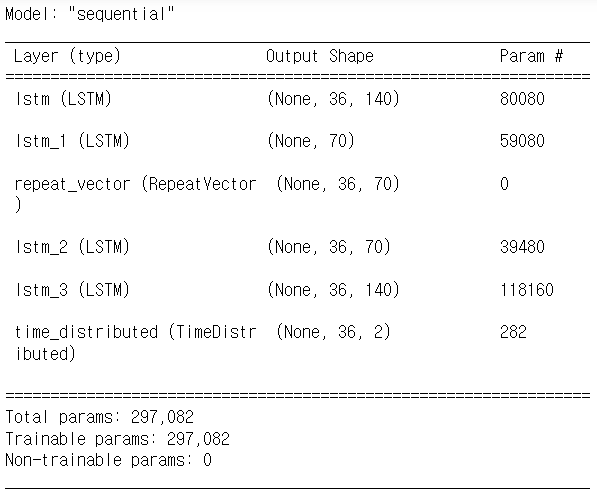 Model: "sequential"
Layer (type) Output Shape Param #
=================================================================
lstm (LSTM) (None, 36, 140) 80080
lstm_1 (LSTM) (None, 70) 59080
repeat_vector (RepeatVector (None, 36, 70) 0
)
lstm_2 (LSTM) (None, 36, 70) 39480
lstm_3 (LSTM) (None, 36, 140) 118160
time_distributed (TimeDistr (None, 36, 2) 282
ibuted)
=================================================================
Total params: 297,082
Trainable params: 297,082
Non-trainable params: 0